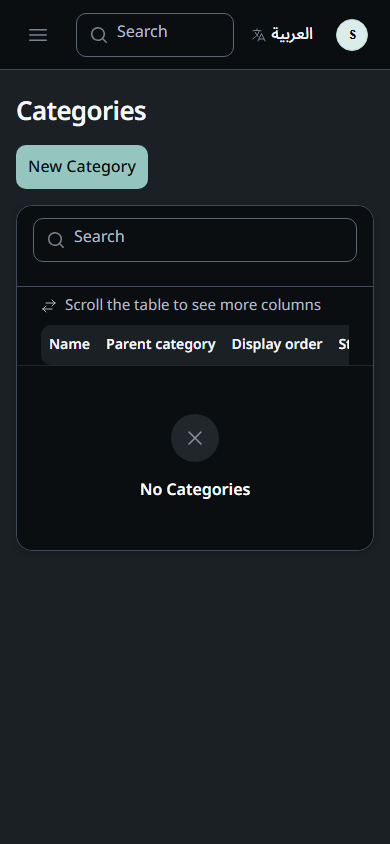 Search
العربية
S
Categories
New Category
Search
Scroll the table to see more columns
Name Parent category Display order St
No Categories